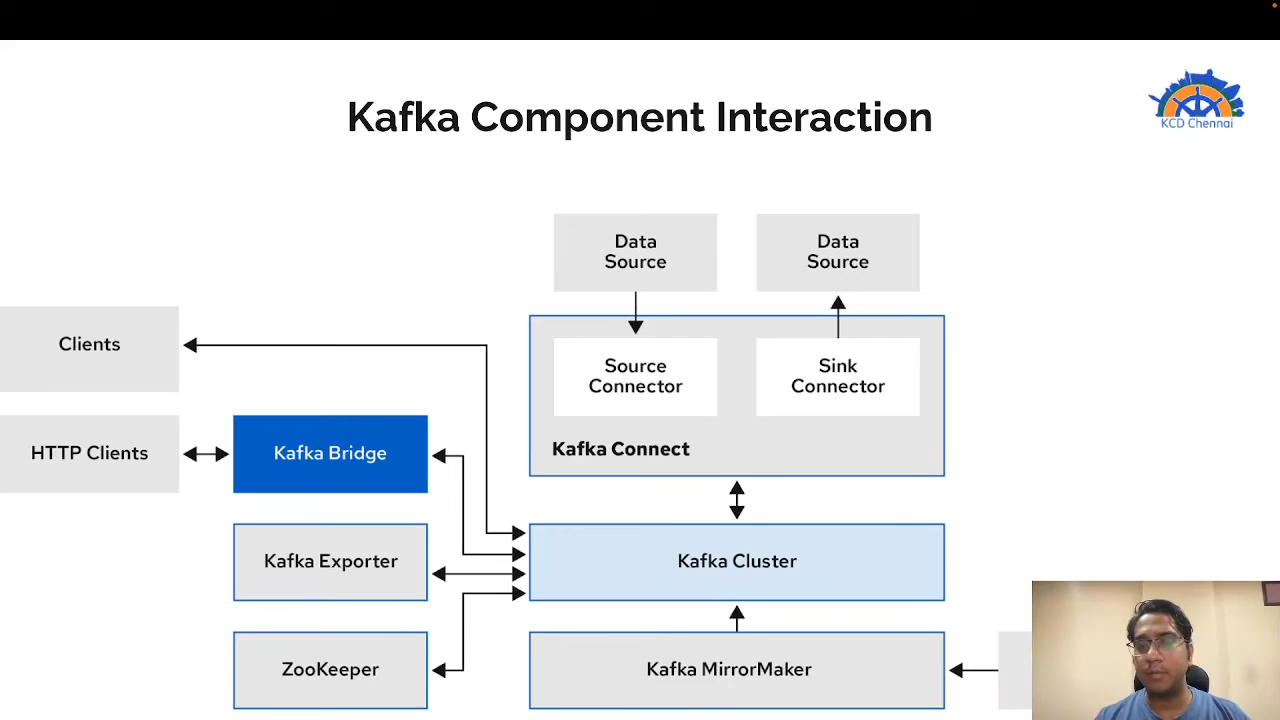 Kafka Component Interaction
KCD Chennai
Data
Source
Data
Source
Clients
Source
Connector
Sink
Connector
Kafka Connect
HTTP Clients
Kafka Bridge
Kafka Exporter
Kafka Cluster
ZooKeeper
Kafka MirrorMaker